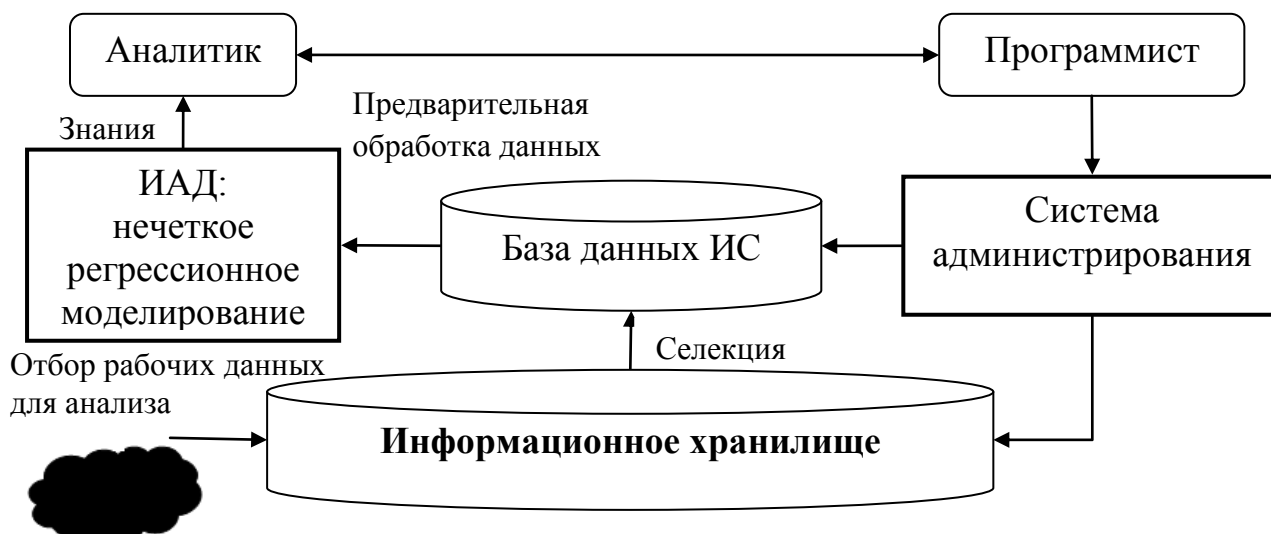 Аналитик
Программист
Знания
Предварительная
обработка данных
ИАД:
нечеткое
регрессионное
моделирование
База данных ИС
Система
администрирования
Селекция
Отбор рабочих данных
для анализа
Информационное хранилище